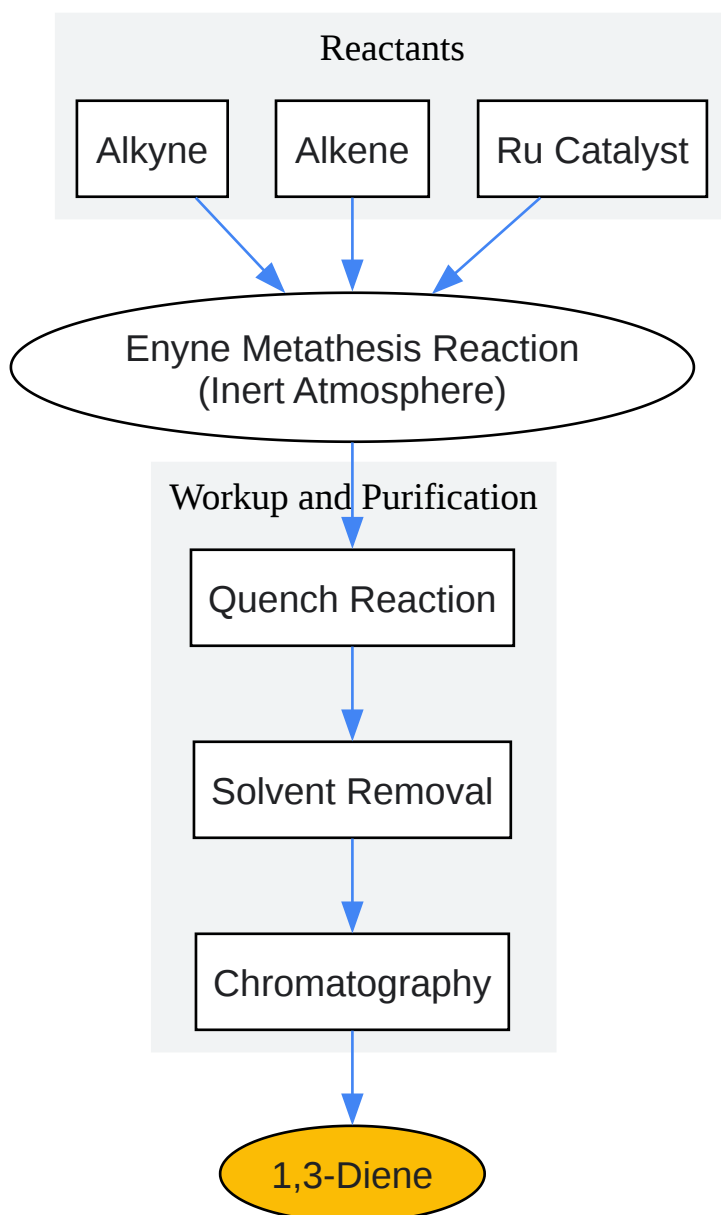 Reactants
Alkyne
Alkene
Ru Catalyst
Enyne Metathesis Reaction
(Inert Atmosphere)
Workup and Purification
Quench Reaction
Solvent Removal
Chromatography
1,3-Diene